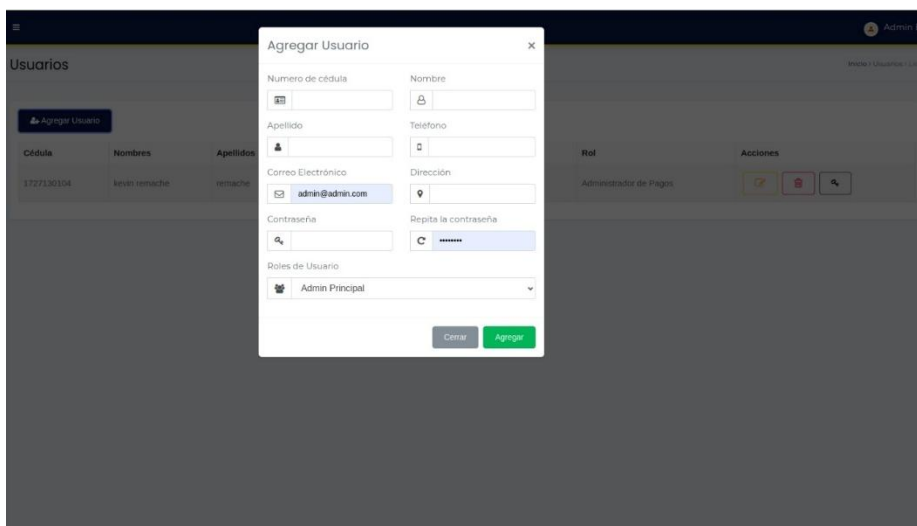 Admin
Usuarios
Inicio > Usuarios >
Agregar Usuario
Cédula Nombres Apellidos Rol Acciones
1727130104 kevin remache remache Administrador de Pagos
Agregar Usuario ×
Numero de cédula Nombre
Apellido Teléfono
Correo Electrónico Dirección
admin@admin.com
Contraseña Repita la contraseña
••••••••
Roles de Usuario
Admin Principal
Cerrar Agregar